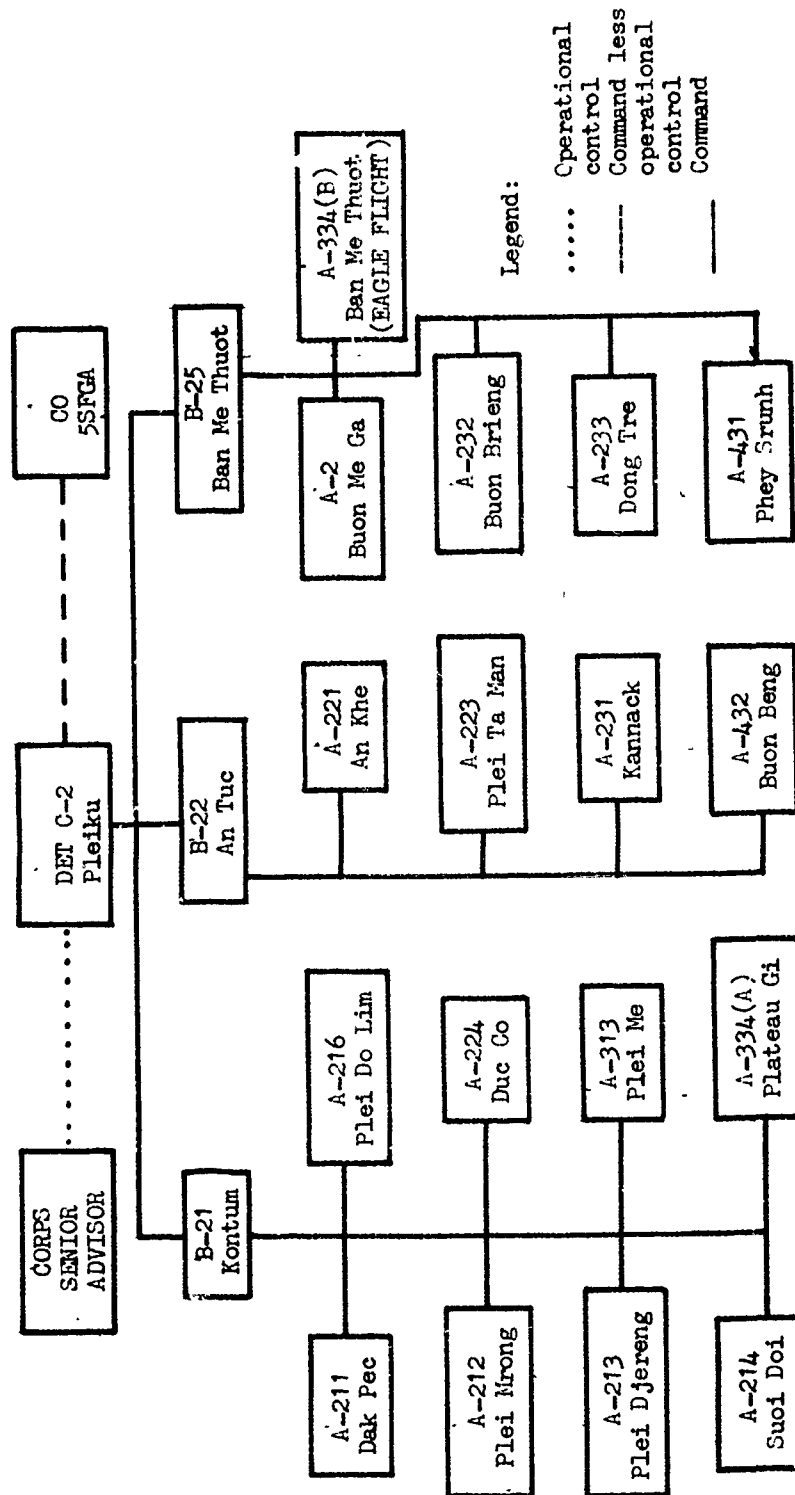 CORPS
SENIOR
ADVISOR
DET C-2
Pleiku
CO
5SFGA
B-21
Kontum
B-22
An Tuc
B-25
Ban Me Thuot
A-211
Dak Pec
A-216
Plei Do Lim
A-221
An Khe
A-2
Buon Me Ga
A-334(B)
Ban Me Thuot
(EAGLE FLIGHT)
A-212
Plei Mrong
A-224
Duc Co
A-223
Plei Ta Man
A-232
Buon Brieng
A-213
Plei Djereng
A-313
Plei Me
A-231
Kannack
A-233
Dong Tre
A-214
Suoi Doi
A-334(A)
Plateau Gi
A-432
Buon Beng
A-431
Phey Srunh
Legend:
..... Operational
control
---- Command less
operational
control
—— Command